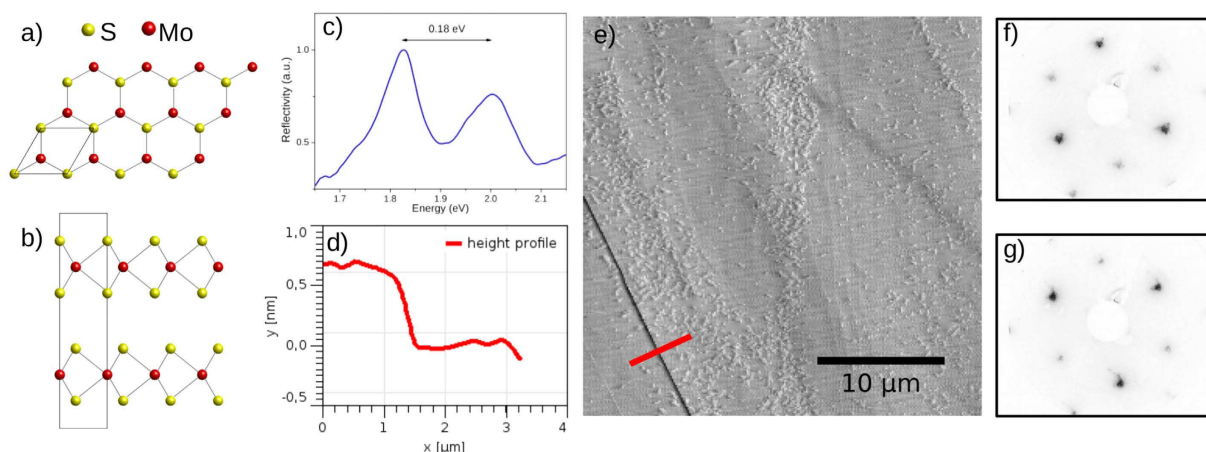 a) S Mo
b)
c)
0.18 eV
1.0
0.5
Reflectivity (a.u.)
1.7 1.8 1.9 2.0 2.1
Energy (eV)
d)
height profile
1,0
0,5
0,0
-0,5
y [nm]
0 1 2 3 4
x [μm]
e)
10 μm
f)
g)